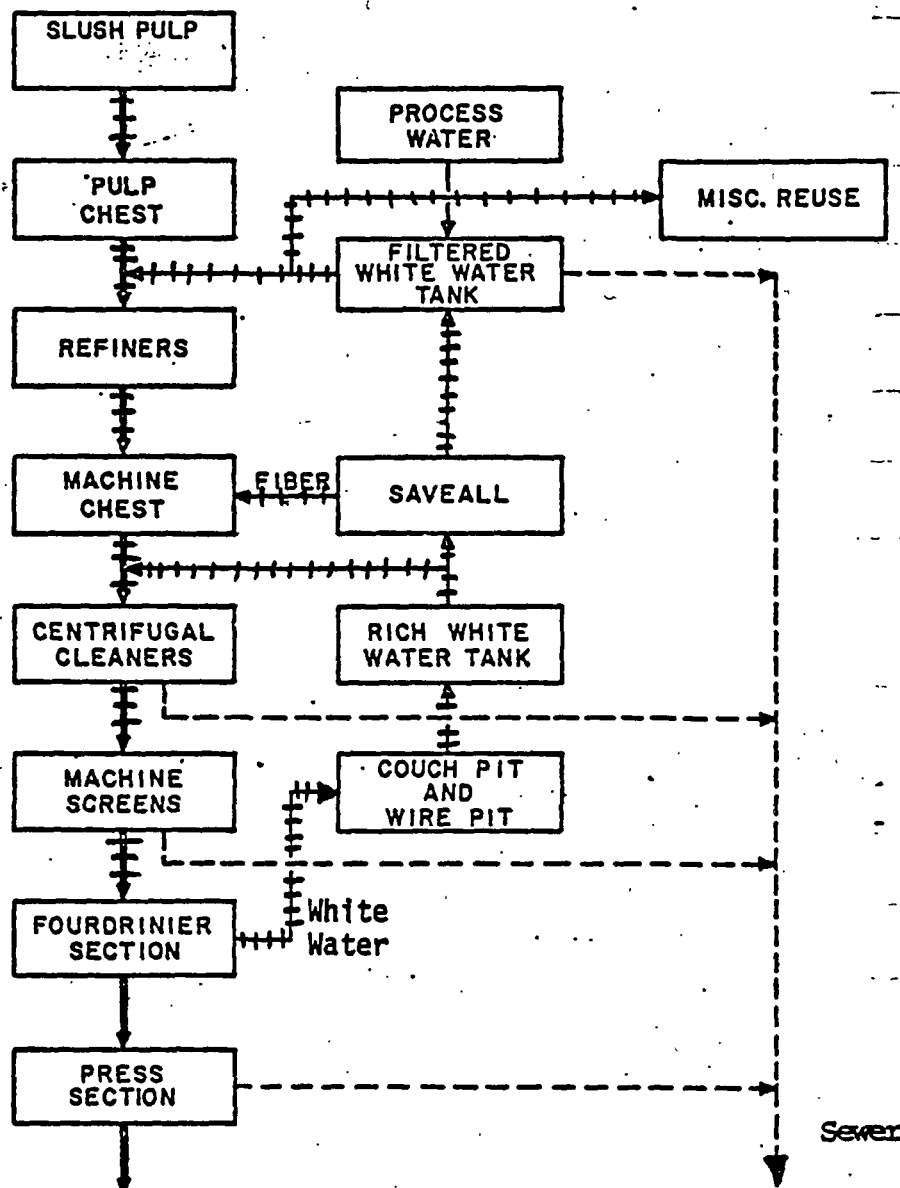 SLUSH PULP
PROCESS
WATER
PULP
CHEST
MISC. REUSE
FILTERED
WHITE WATER
TANK
REFINERS
MACHINE
CHEST
FIBER
SAVEALL
CENTRIFUGAL
CLEANERS
RICH WHITE
WATER TANK
MACHINE
SCREENS
COUCH PIT
AND
WIRE PIT
FOURDRINIER
SECTION
White
Water
PRESS
SECTION
Sewer